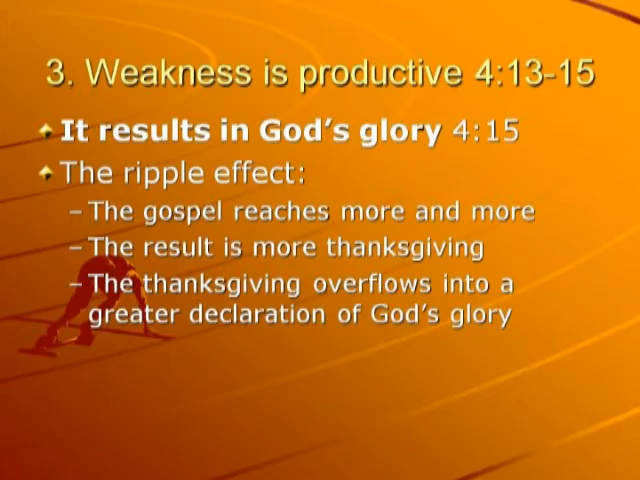 3. Weakness is productive 4:13-15
It results in God's glory 4:15
The ripple effect:
– The gospel reaches more and more
– The result is more thanksgiving
– The thanksgiving overflows into a
greater declaration of God's glory